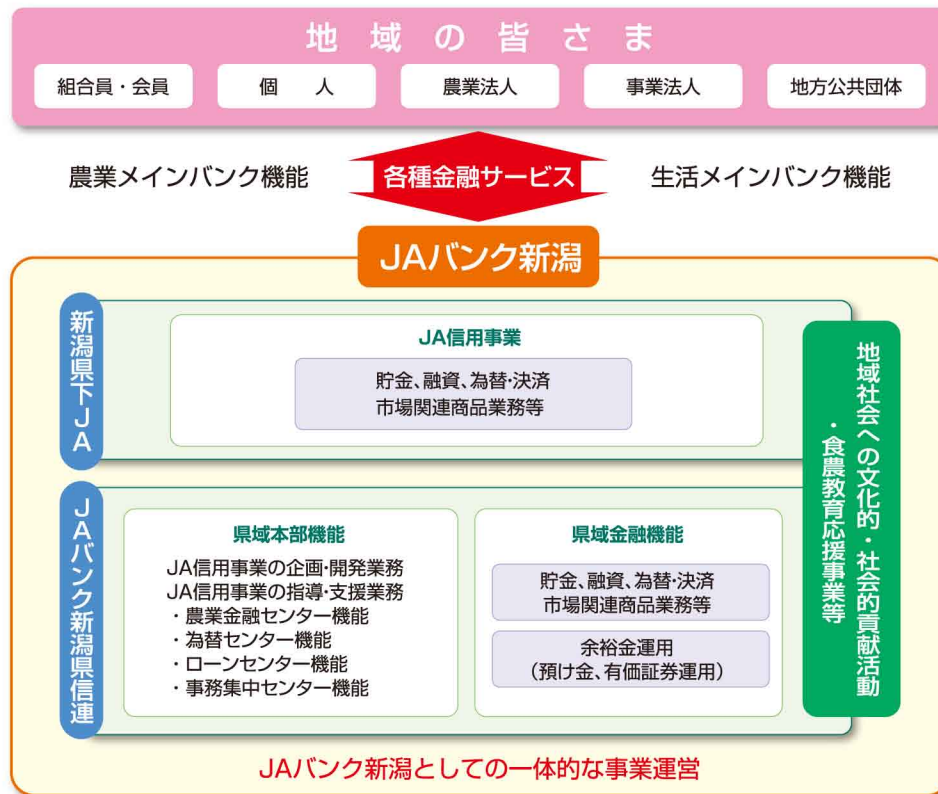 地域の皆さま
組合員・会員
個人
農業法人
事業法人
地方公共団体
農業メインバンク機能
各種金融サービス
生活メインバンク機能
JAバンク新潟
新潟県下JA
JA信用事業
貯金、融資、為替・決済
市場関連商品業務等
JAバンク新潟県信連
県域本部機能
JA信用事業の企画・開発業務
JA信用事業の指導・支援業務
・農業金融センター機能
・為替センター機能
・ローンセンター機能
・事務集中センター機能
県域金融機能
貯金、融資、為替・決済
市場関連商品業務等
余裕金運用
(預け金、有価証券運用)
地域社会への文化的・社会的貢献活動
・食農教育応援事業等
JAバンク新潟としての一体的な事業運営